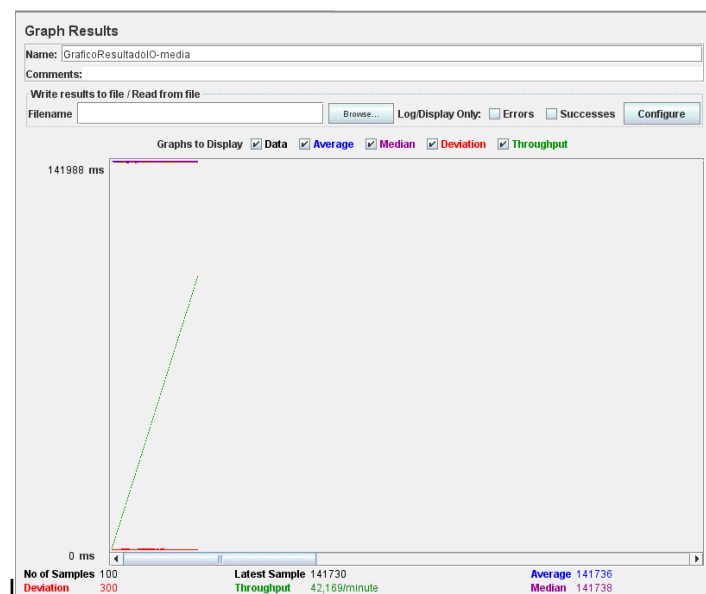 Graph Results
Name: GraficoResultadoIO-media
Comments:
Write results to file / Read from file
Filename Browse... Log/Display Only: Errors Successes Configure
Graphs to Display Data Average Median Deviation Throughput
141988 ms
0 ms
No of Samples 100 Latest Sample 141730 Average 141736
Deviation 300 Throughput 42,169/minute Median 141738